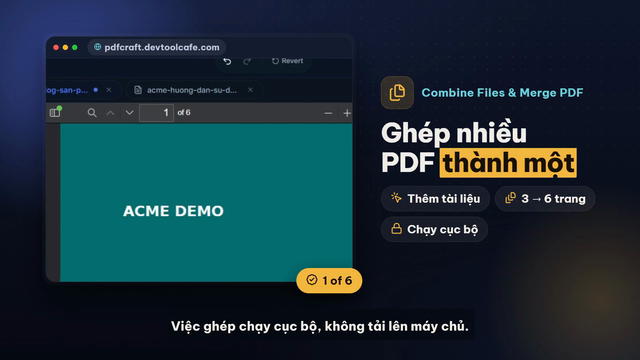 pdfcraft.devtoolcafe.com
Revert
og-san-p...
acme-huong-dan-su-d...
1 of 6
ACME DEMO
1 of 6
Combine Files & Merge PDF
Ghép nhiều
PDF thành một
Thêm tài liệu
3 → 6 trang
Chạy cục bộ
Việc ghép chạy cục bộ, không tải lên máy chủ.